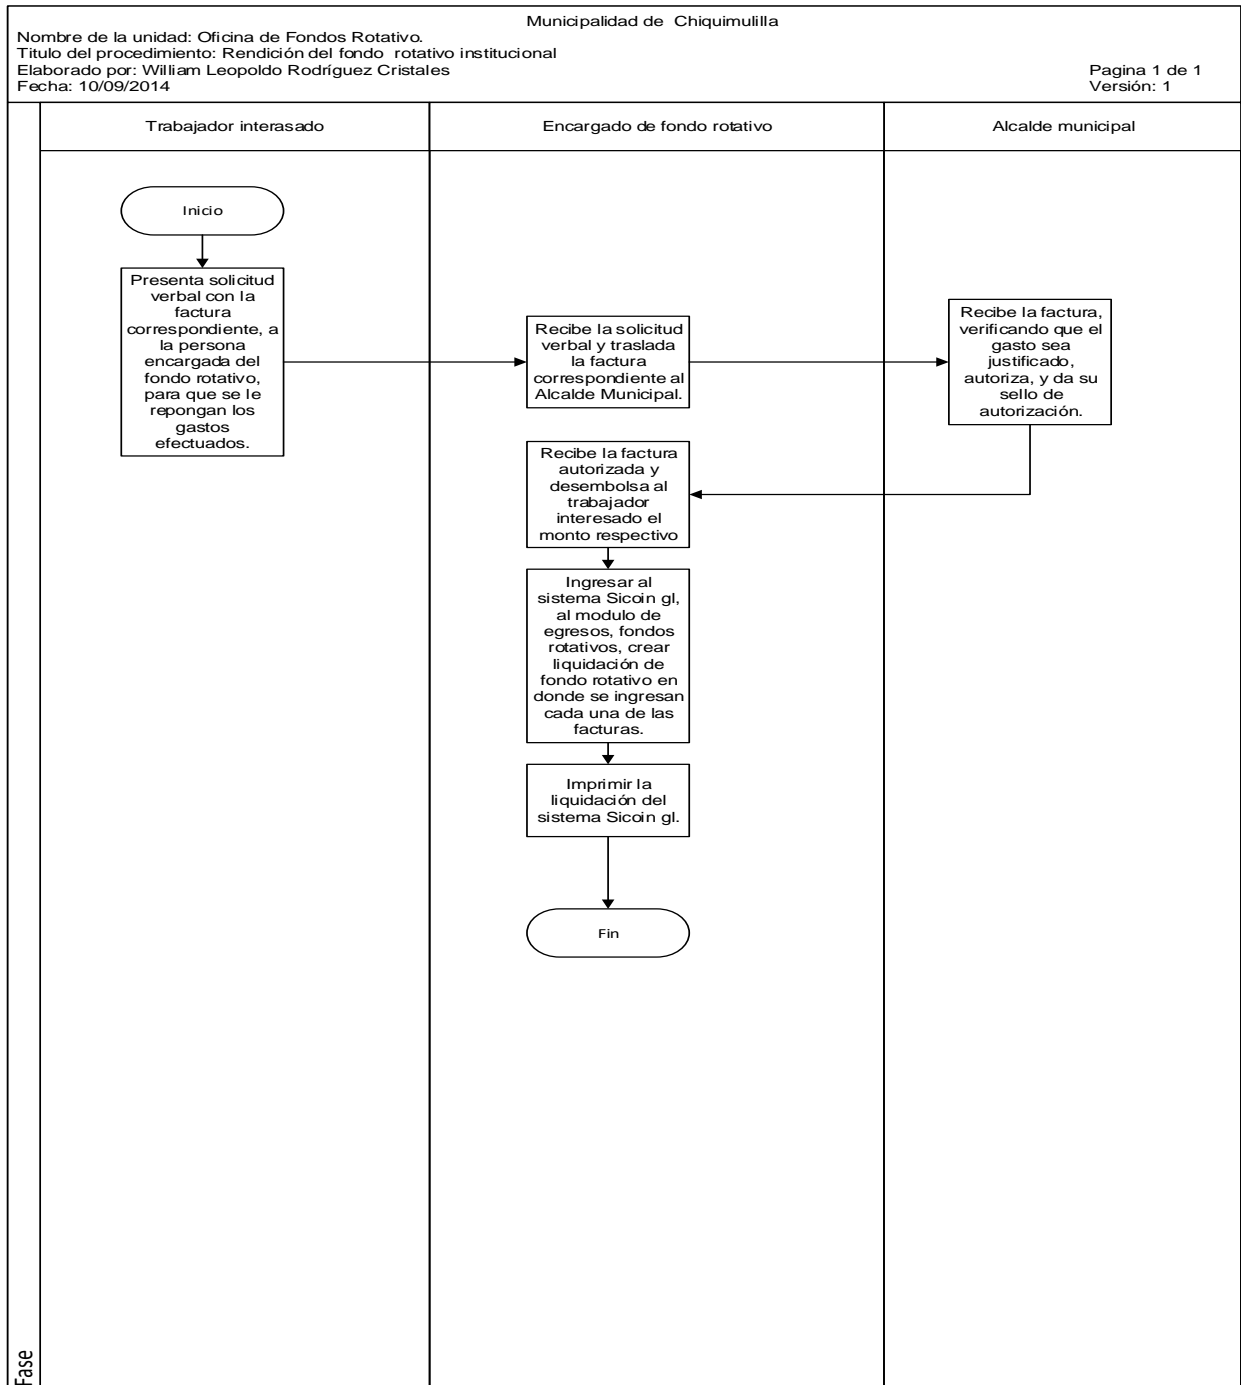 Municipalidad de Chiquimulilla
Nombre de la unidad: Oficina de Fondos Rotativo.
Titulo del procedimiento: Rendición del fondo rotativo institucional
Elaborado por: William Leopoldo Rodríguez Cristales
Fecha: 10/09/2014
Pagina 1 de 1
Versión: 1
Trabajador interasado
Encargado de fondo rotativo
Alcalde municipal
Inicio
Presenta solicitud
verbal con la
factura
correspondiente, a
la persona
encargada del
fondo rotativo,
para que se le
repongan los
gastos
efectuados.
Recibe la solicitud
verbal y traslada
la factura
correspondiente al
Alcalde Municipal.
Recibe la factura,
verificando que el
gasto sea
justificado,
autoriza, y da su
sello de
autorización.
Recibe la factura
autorizada y
desembolsa al
trabajador
interesado el
monto respectivo
Ingresar al
sistema Sicoin gl,
al modulo de
egresos, fondos
rotativos, crear
liquidación de
fondo rotativo en
donde se ingresan
cada una de las
facturas.
Imprimir la
liquidación del
sistema Sicoin gl.
Fin
Fase